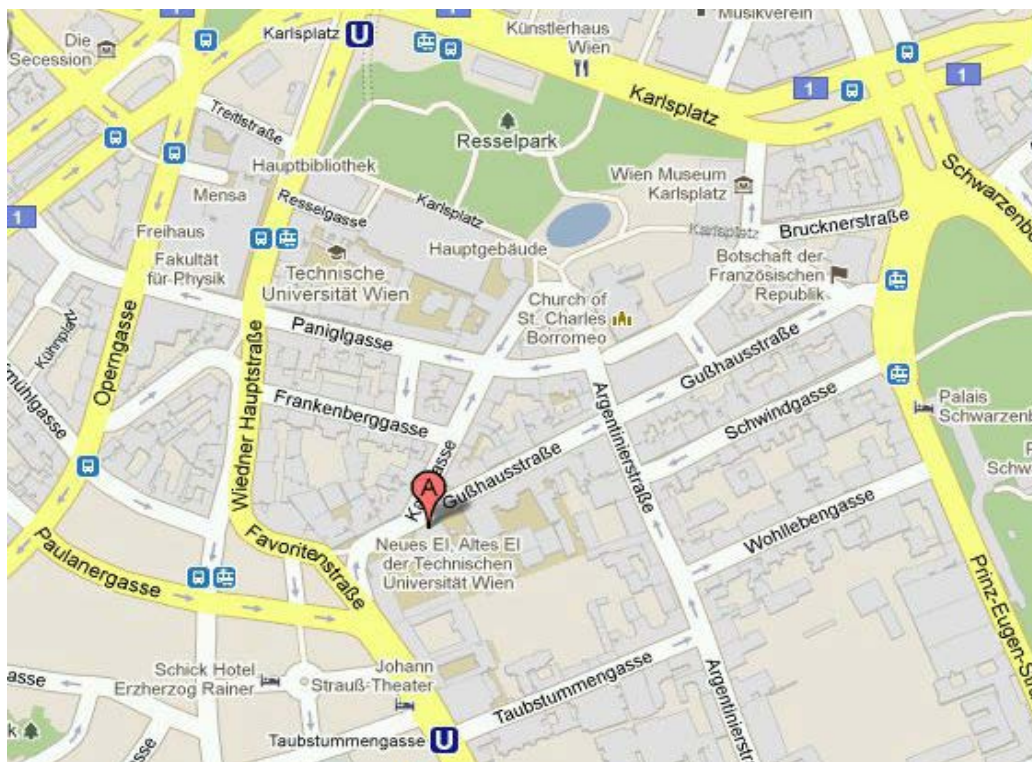 1
Musikverein
Karlsplatz
U
Die
Secession
Künstlerhaus
Wien
1
1
Treitlstraße
Karlsplatz
Resselpark
Hauptbibliothek
Mensa
Resselgasse
Karlsplatz
Wien Museum
Karlsplatz
Schwarzenb
1
Freihaus
Fakultät
für Physik
Hauptgebäude
Karlsplatz
Brucknerstraße
Technische
Universität Wien
Botschaft der
Französischen
Republik
Church of
St. Charles
Borromeo
Kühnplatz
Operngasse
Paniglgasse
Gußhausstraße
fmühlgasse
Wiedner Hauptstraße
Frankenberggasse
Argentinierstraße
Schwindgasse
Palais
Schwarzenb
P
Schw
Ka
gasse
A
Gußhausstraße
Wohllebengasse
Paulanergasse
Favoritenstraße
Neues EI, Altes EI
der Technischen
Universität Wien
Prinz-Eugen-St
Schick Hotel
Erzherzog Rainer
Johann
Strauß-Theater
Taubstummengasse
Argentinierstr
asse
k
Taubstummengasse
U